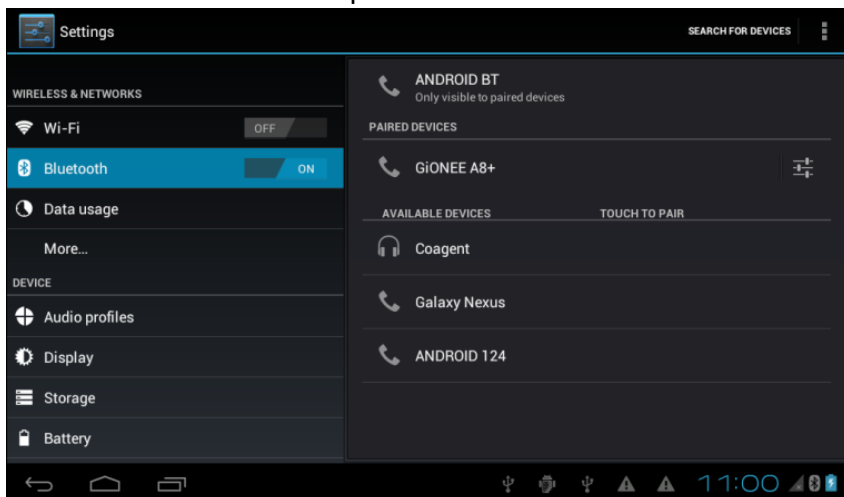 Settings
SEARCH FOR DEVICES
WIRELESS & NETWORKS
Wi-Fi OFF
Bluetooth ON
Data usage
More...
DEVICE
Audio profiles
Display
Storage
Battery
ANDROID BT
Only visible to paired devices
PAIRED DEVICES
GiONEE A8+
AVAILABLE DEVICES TOUCH TO PAIR
Coagent
Galaxy Nexus
ANDROID 124
11:00